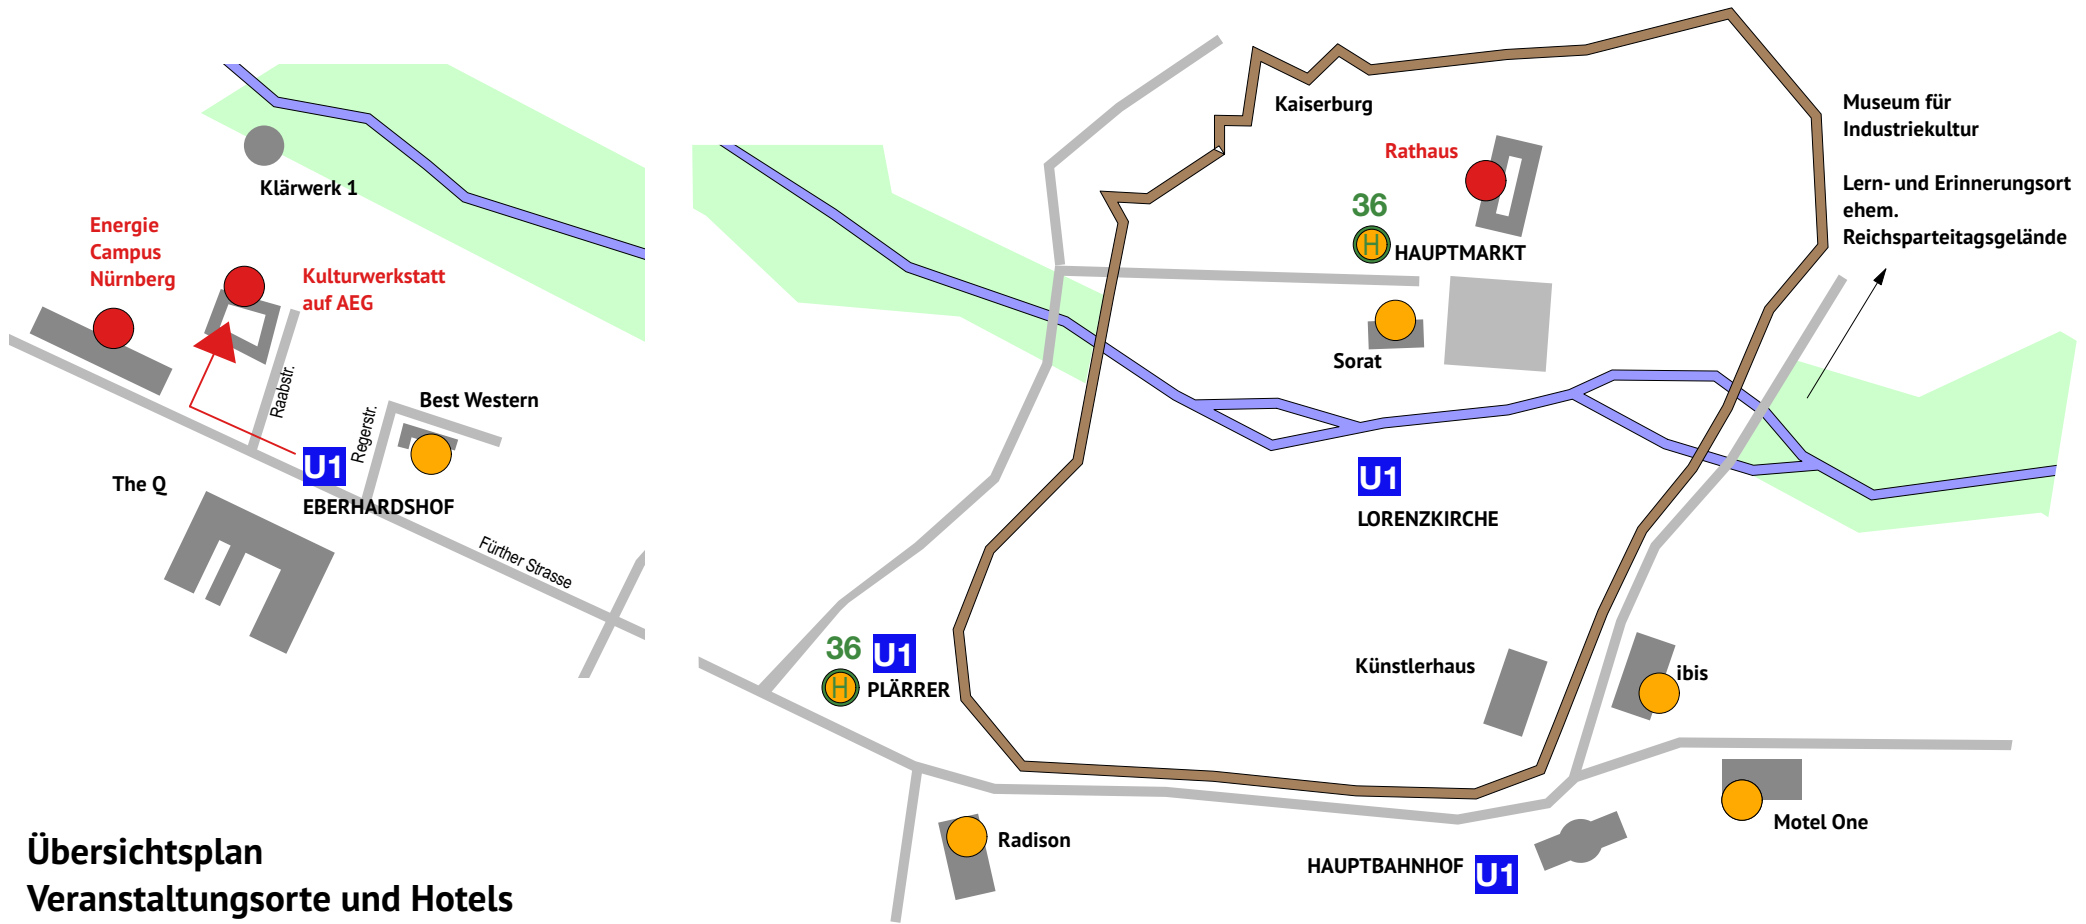 Klärwerk 1
Energie
Campus
Nürnberg
Kulturwerkstatt
auf AEG
Raabstr.
Regerstr.
Best Western
The Q
U1
EBERHARDSHOF
Fürther Strasse
Kaiserburg
Rathaus
36
H
HAUPTMARKT
Sorat
U1
LORENZKIRCHE
Museum für
Industriekultur
Lern- und Erinnerungsort
ehem.
Reichsparteitagsgelände
36
U1
H
PLÄRRER
Künstlerhaus
ibis
Motel One
Radison
HAUPTBAHNHOF
U1
Übersichtsplan
Veranstaltungsorte und Hotels